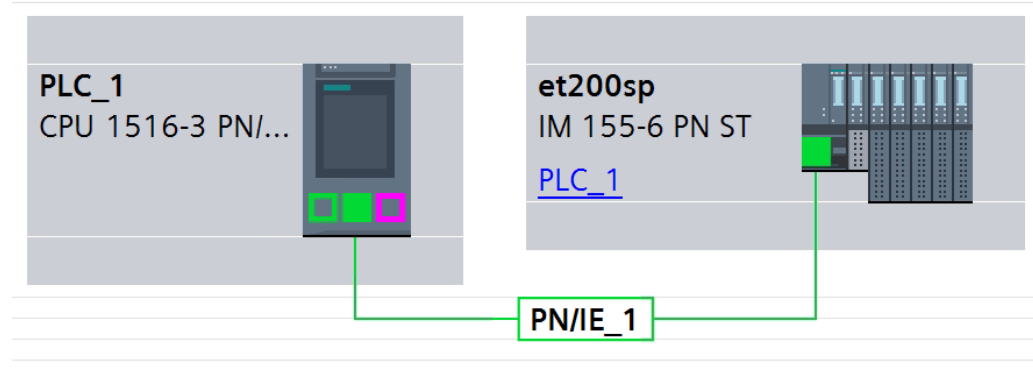 PLC_1
CPU 1516-3 PN/...
et200sp
IM 155-6 PN ST
PLC_1
PN/IE_1